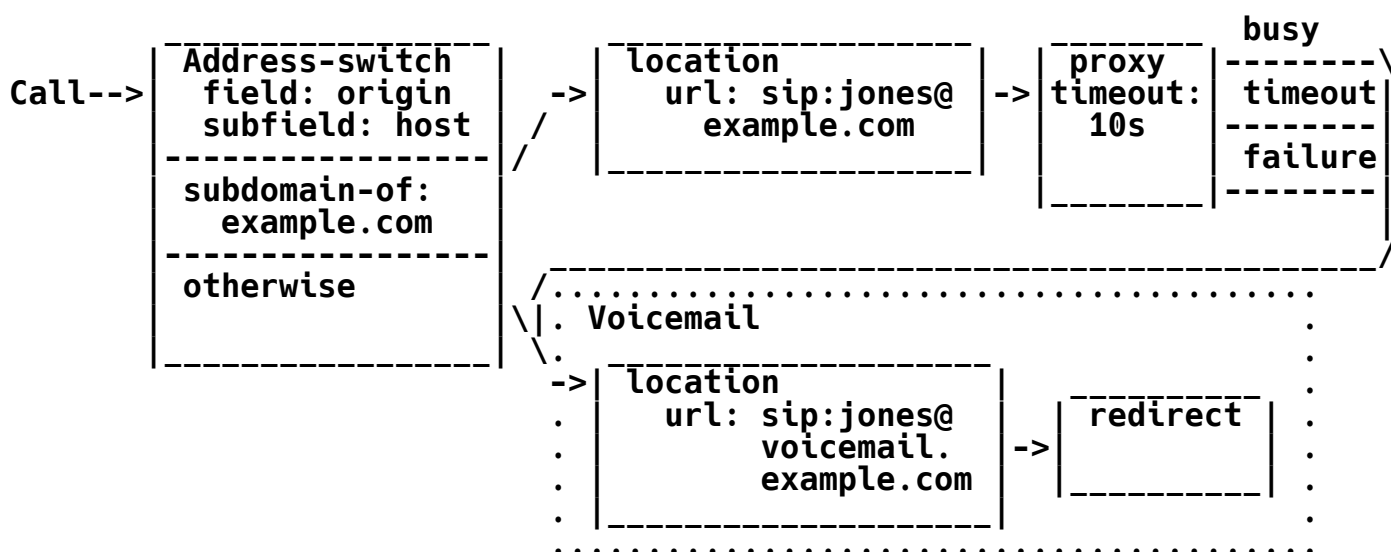 busy
Address-switch location proxy
Call--> field: origin -> url: sip:jones@ -> timeout: timeout
subfield: host example.com 10s
failure
subdomain-of:
example.com
otherwise
Voicemail
-> location
url: sip:jones@ redirect
voicemail. ->
example.com